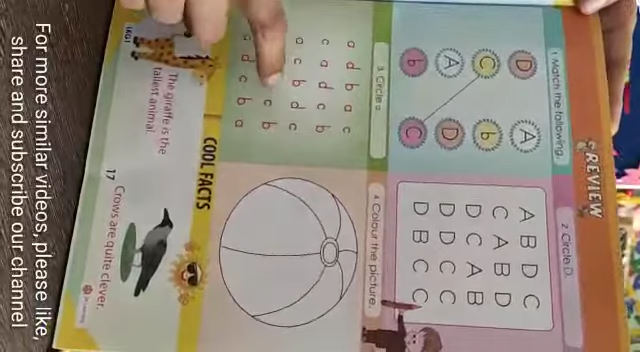 REVIEW
1. Match the following.
D A
C b
A D
b C
2. Circle D.
A B D C
C A B D
D C A B
D D C C
D B C C
3. Circle a.
a d b a c
c a d c b
a c b d c
c b
d c b a
4. Colour the picture.
COOL FACTS
The giraffe is the
tallest animal.
Crows are quite clever.
LKG1
17
For more similar videos, please like,
share and subscribe our channel